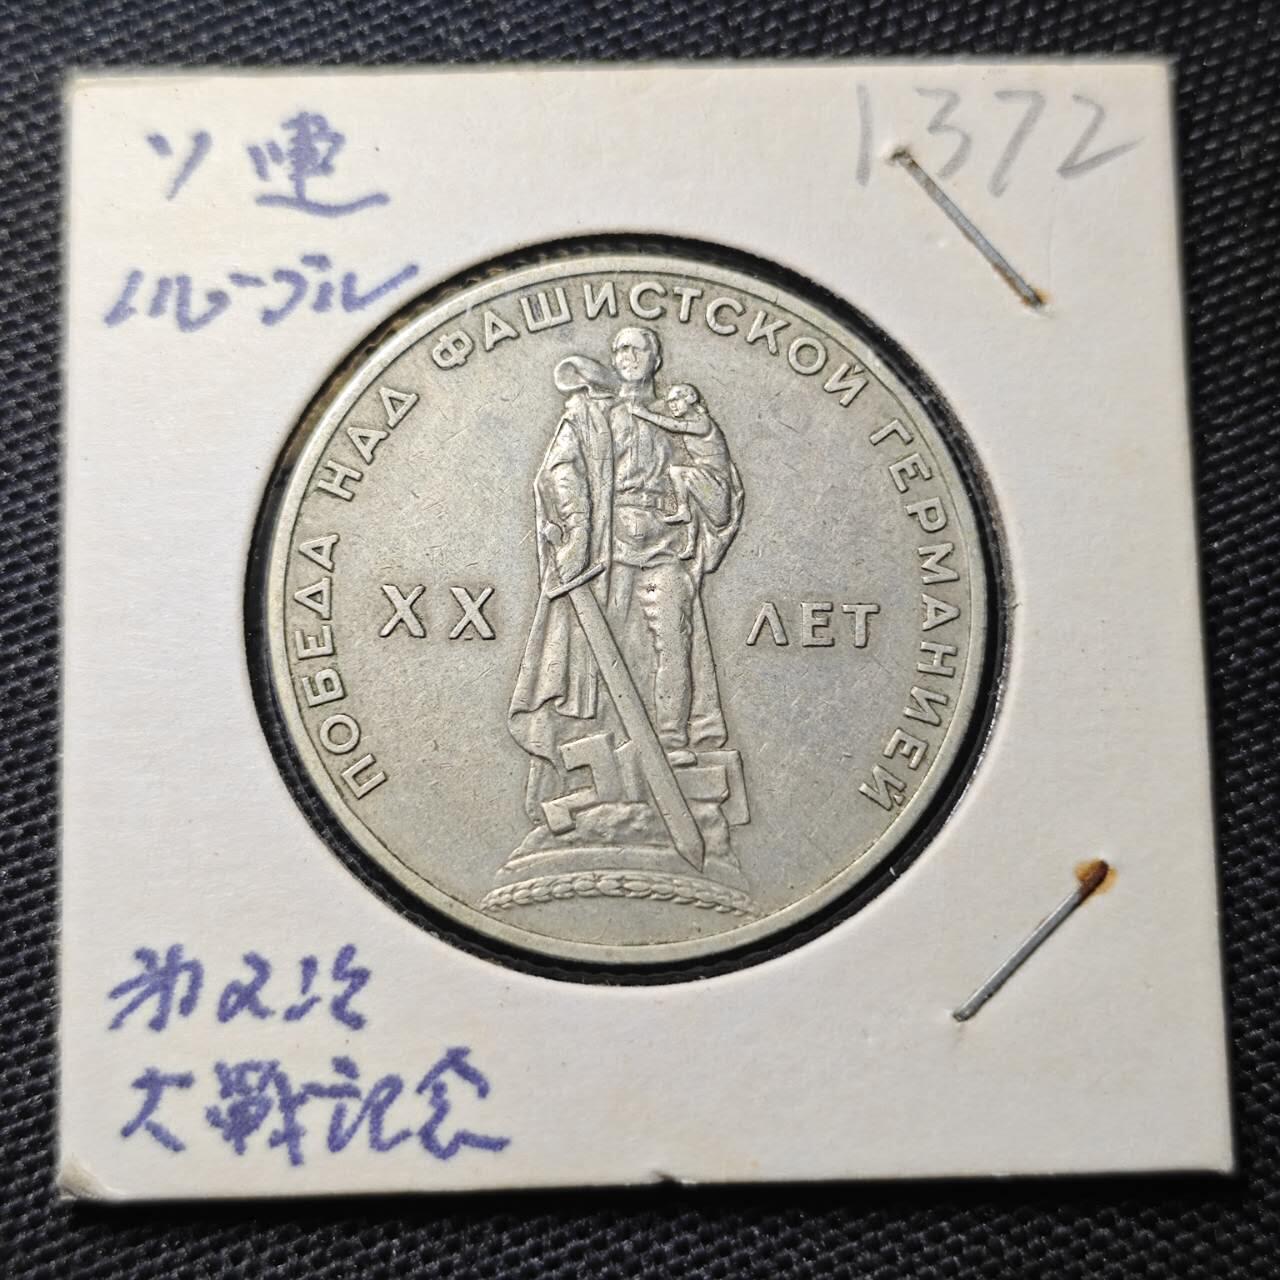 ソ連
1ルーブル
1372
ПОБЕДА НАД ФАШИСТСКОЙ ГЕРМАНИЕЙ
XX ЛЕТ
第2次
大戦記念